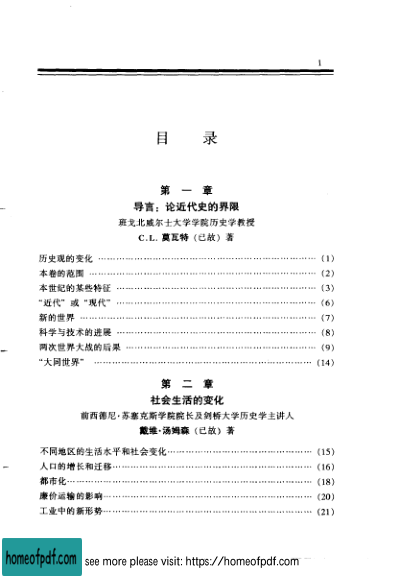 1
目 录
第 一 章
导言：论近代史的界限
班戈北威尔士大学学院历史学教授
C.L. 莫瓦特（已故）著
历史观的变化 ……………………………………………………（1）
本卷的范围 ……………………………………………………（2）
本世纪的某些特征 ……………………………………………（3）
“近代”或“现代” ……………………………………………（6）
新的世界 ………………………………………………………（7）
科学与技术的进展 ……………………………………………（8）
两次世界大战的后果 …………………………………………（9）
“大同世界” …………………………………………………（14）
第 二 章
社会生活的变化
前西德尼·苏塞克斯学院院长及剑桥大学历史学主讲人
戴维·汤姆森（已故）著
不同地区的生活水平和社会变化………………………………（15）
人口的增长和迁移………………………………………………（16）
都市化……………………………………………………………（18）
廉价运输的影响…………………………………………………（20）
工业中的新形势…………………………………………………（21）
homeofpdf.com see more please visit: https://homeofpdf.com